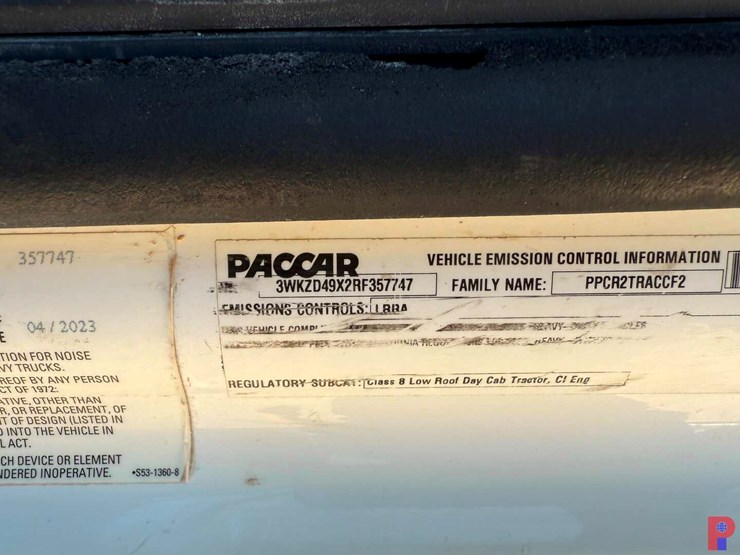 357747
04/2023
TION FOR NOISE
VY TRUCKS.
REOF BY ANY PERSON
CT OF 1972:
ATIVE, OTHER THAN
R, OR REPLACEMENT, OF
T OF DESIGN (LISTED IN
INTO THE VEHICLE IN
L ACT.
CH DEVICE OR ELEMENT
NDERED INOPERATIVE.
•S53-1360-8
PACCAR VEHICLE EMISSION CONTROL INFORMATION
3WKZD49X2RF357747 FAMILY NAME: PPCR2TRACCF2
EMISSIONS CONTROLS: LRRA
VEHICLE
REGULATORY SUBCAT: Class 8 Low Roof Day Cab Tractor, CI Eng